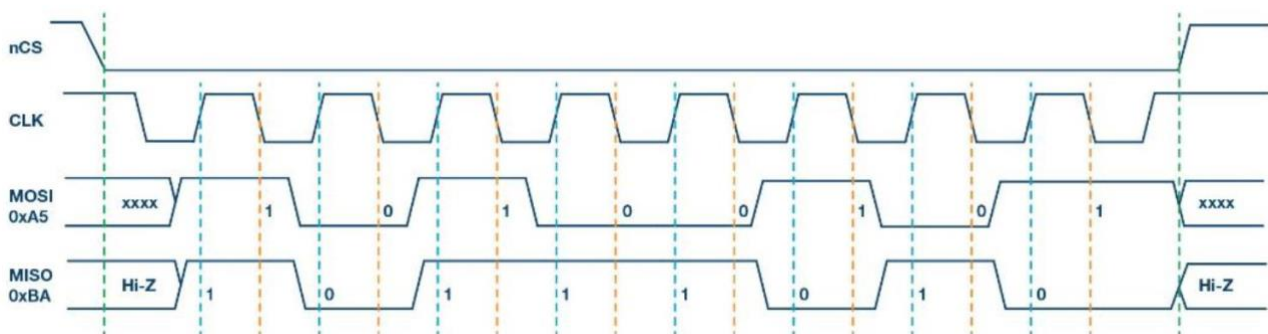 nCS
CLK
MOSI
0xA5
xxxx 1 0 1 0 0 1 0 1 xxxx
MISO
0xBA
Hi-Z 1 0 1 1 1 0 1 0 Hi-Z